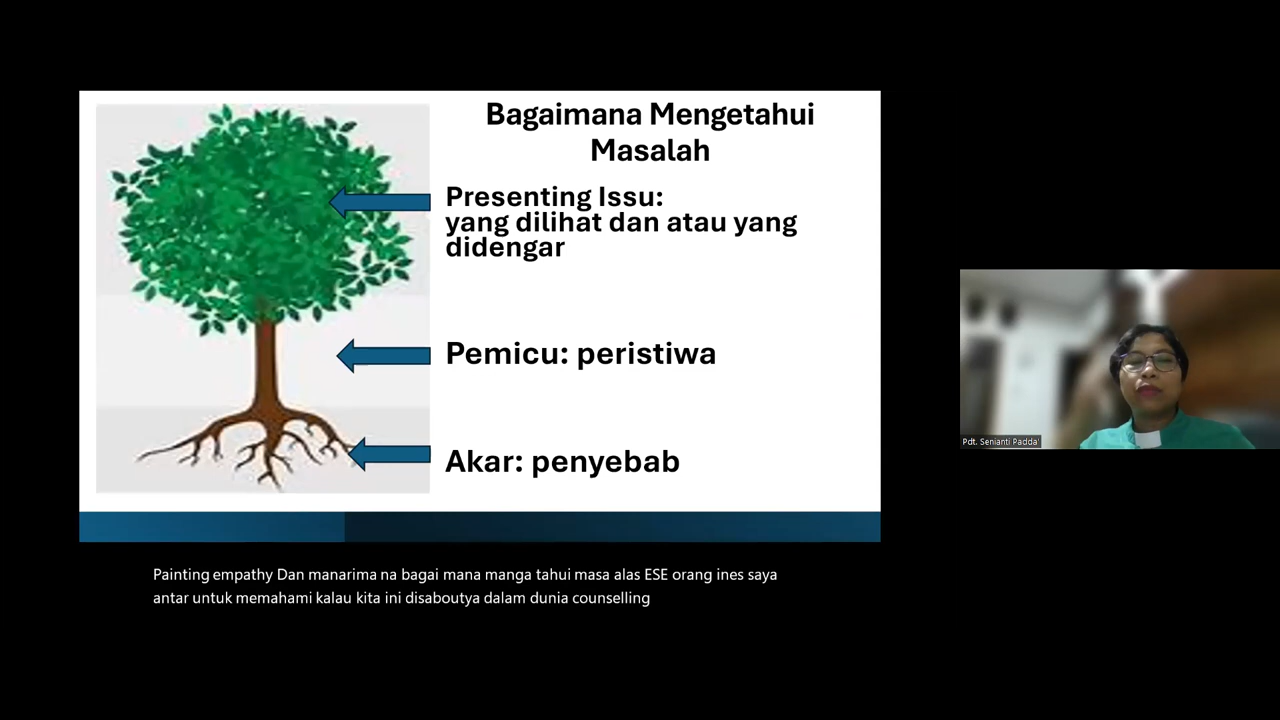 Bagaimana Mengetahui
Masalah
Presenting Issu:
yang dilihat dan atau yang
didengar
Pemicu: peristiwa
Akar: penyebab
Pdt. Senianti Padda'
Painting empathy Dan manarima na bagai mana manga tahui masa alas ESE orang ines saya
antar untuk memahami kalau kita ini disaboutya dalam dunia counselling